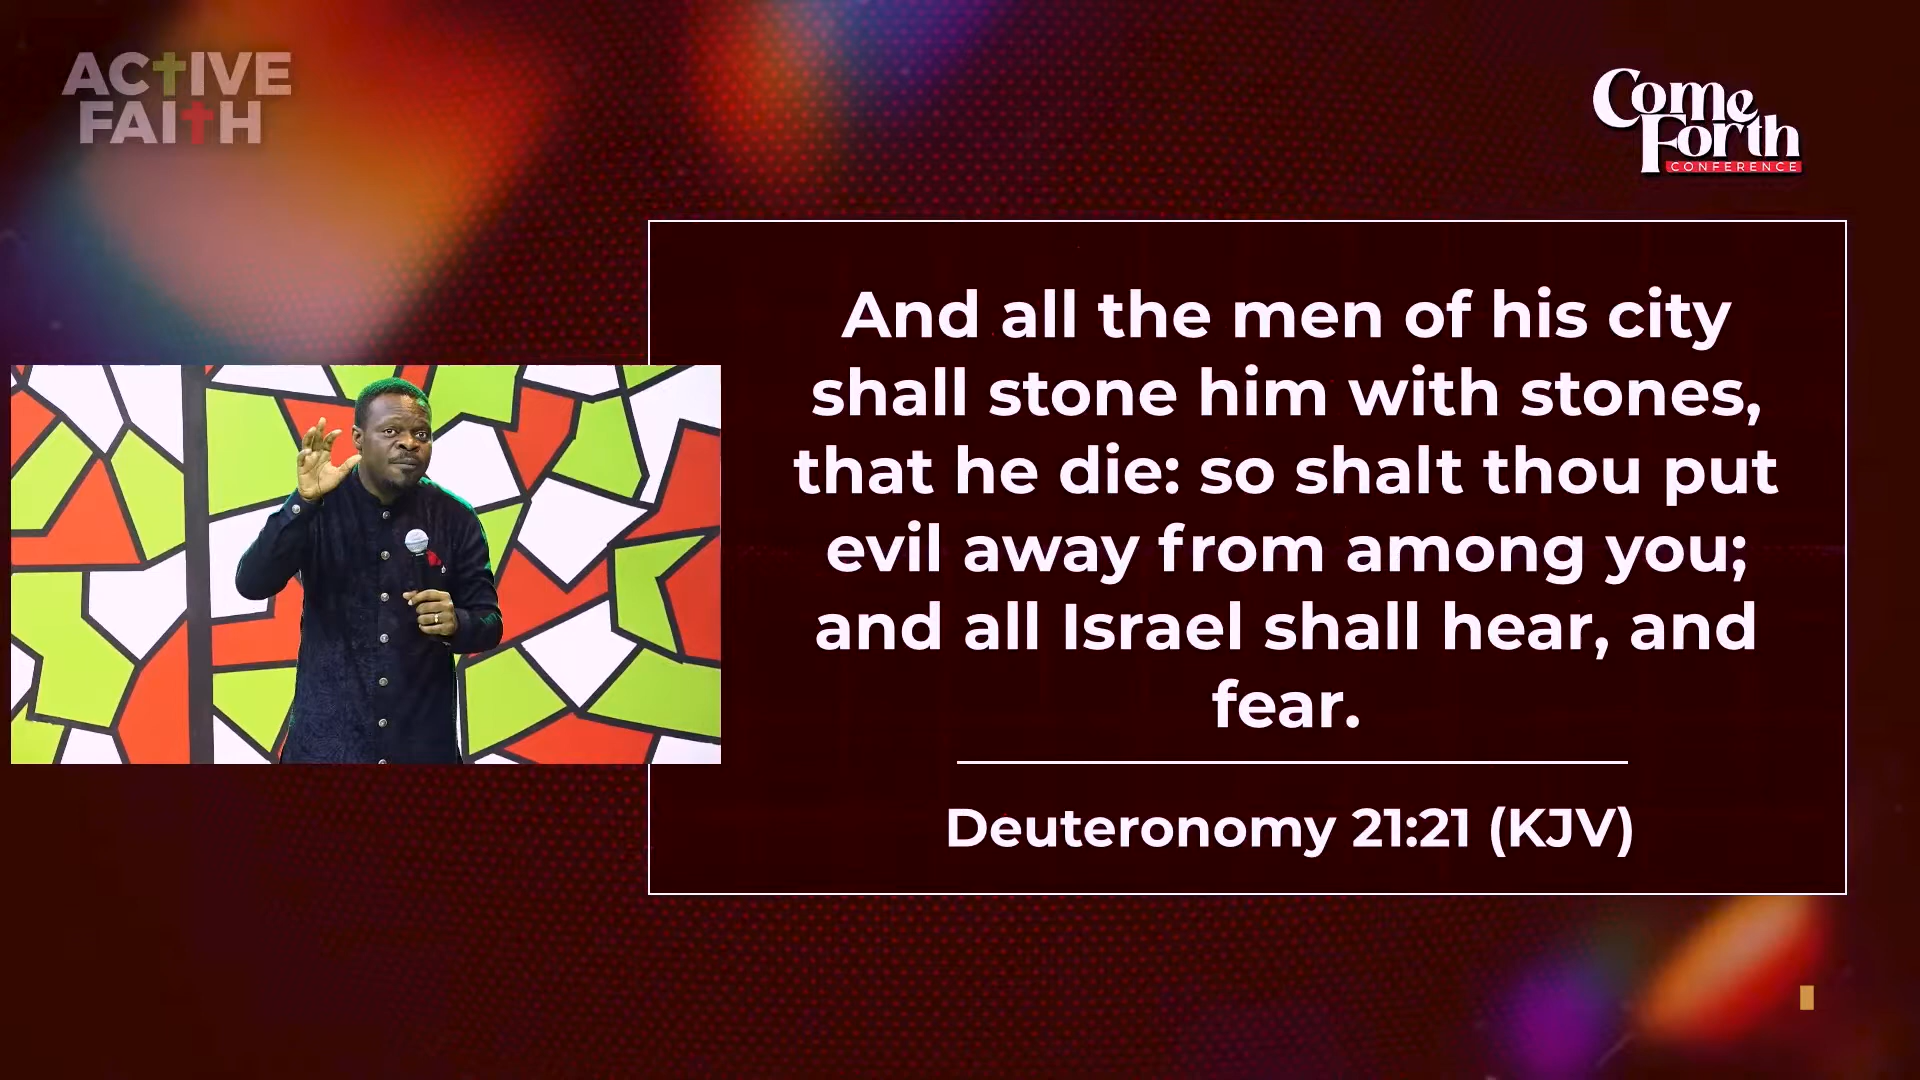 ACTIVE
FAITH
Come
Forth
CONFERENCE
And all the men of his city
shall stone him with stones,
that he die: so shalt thou put
evil away from among you;
and all Israel shall hear, and
fear.
Deuteronomy 21:21 (KJV)